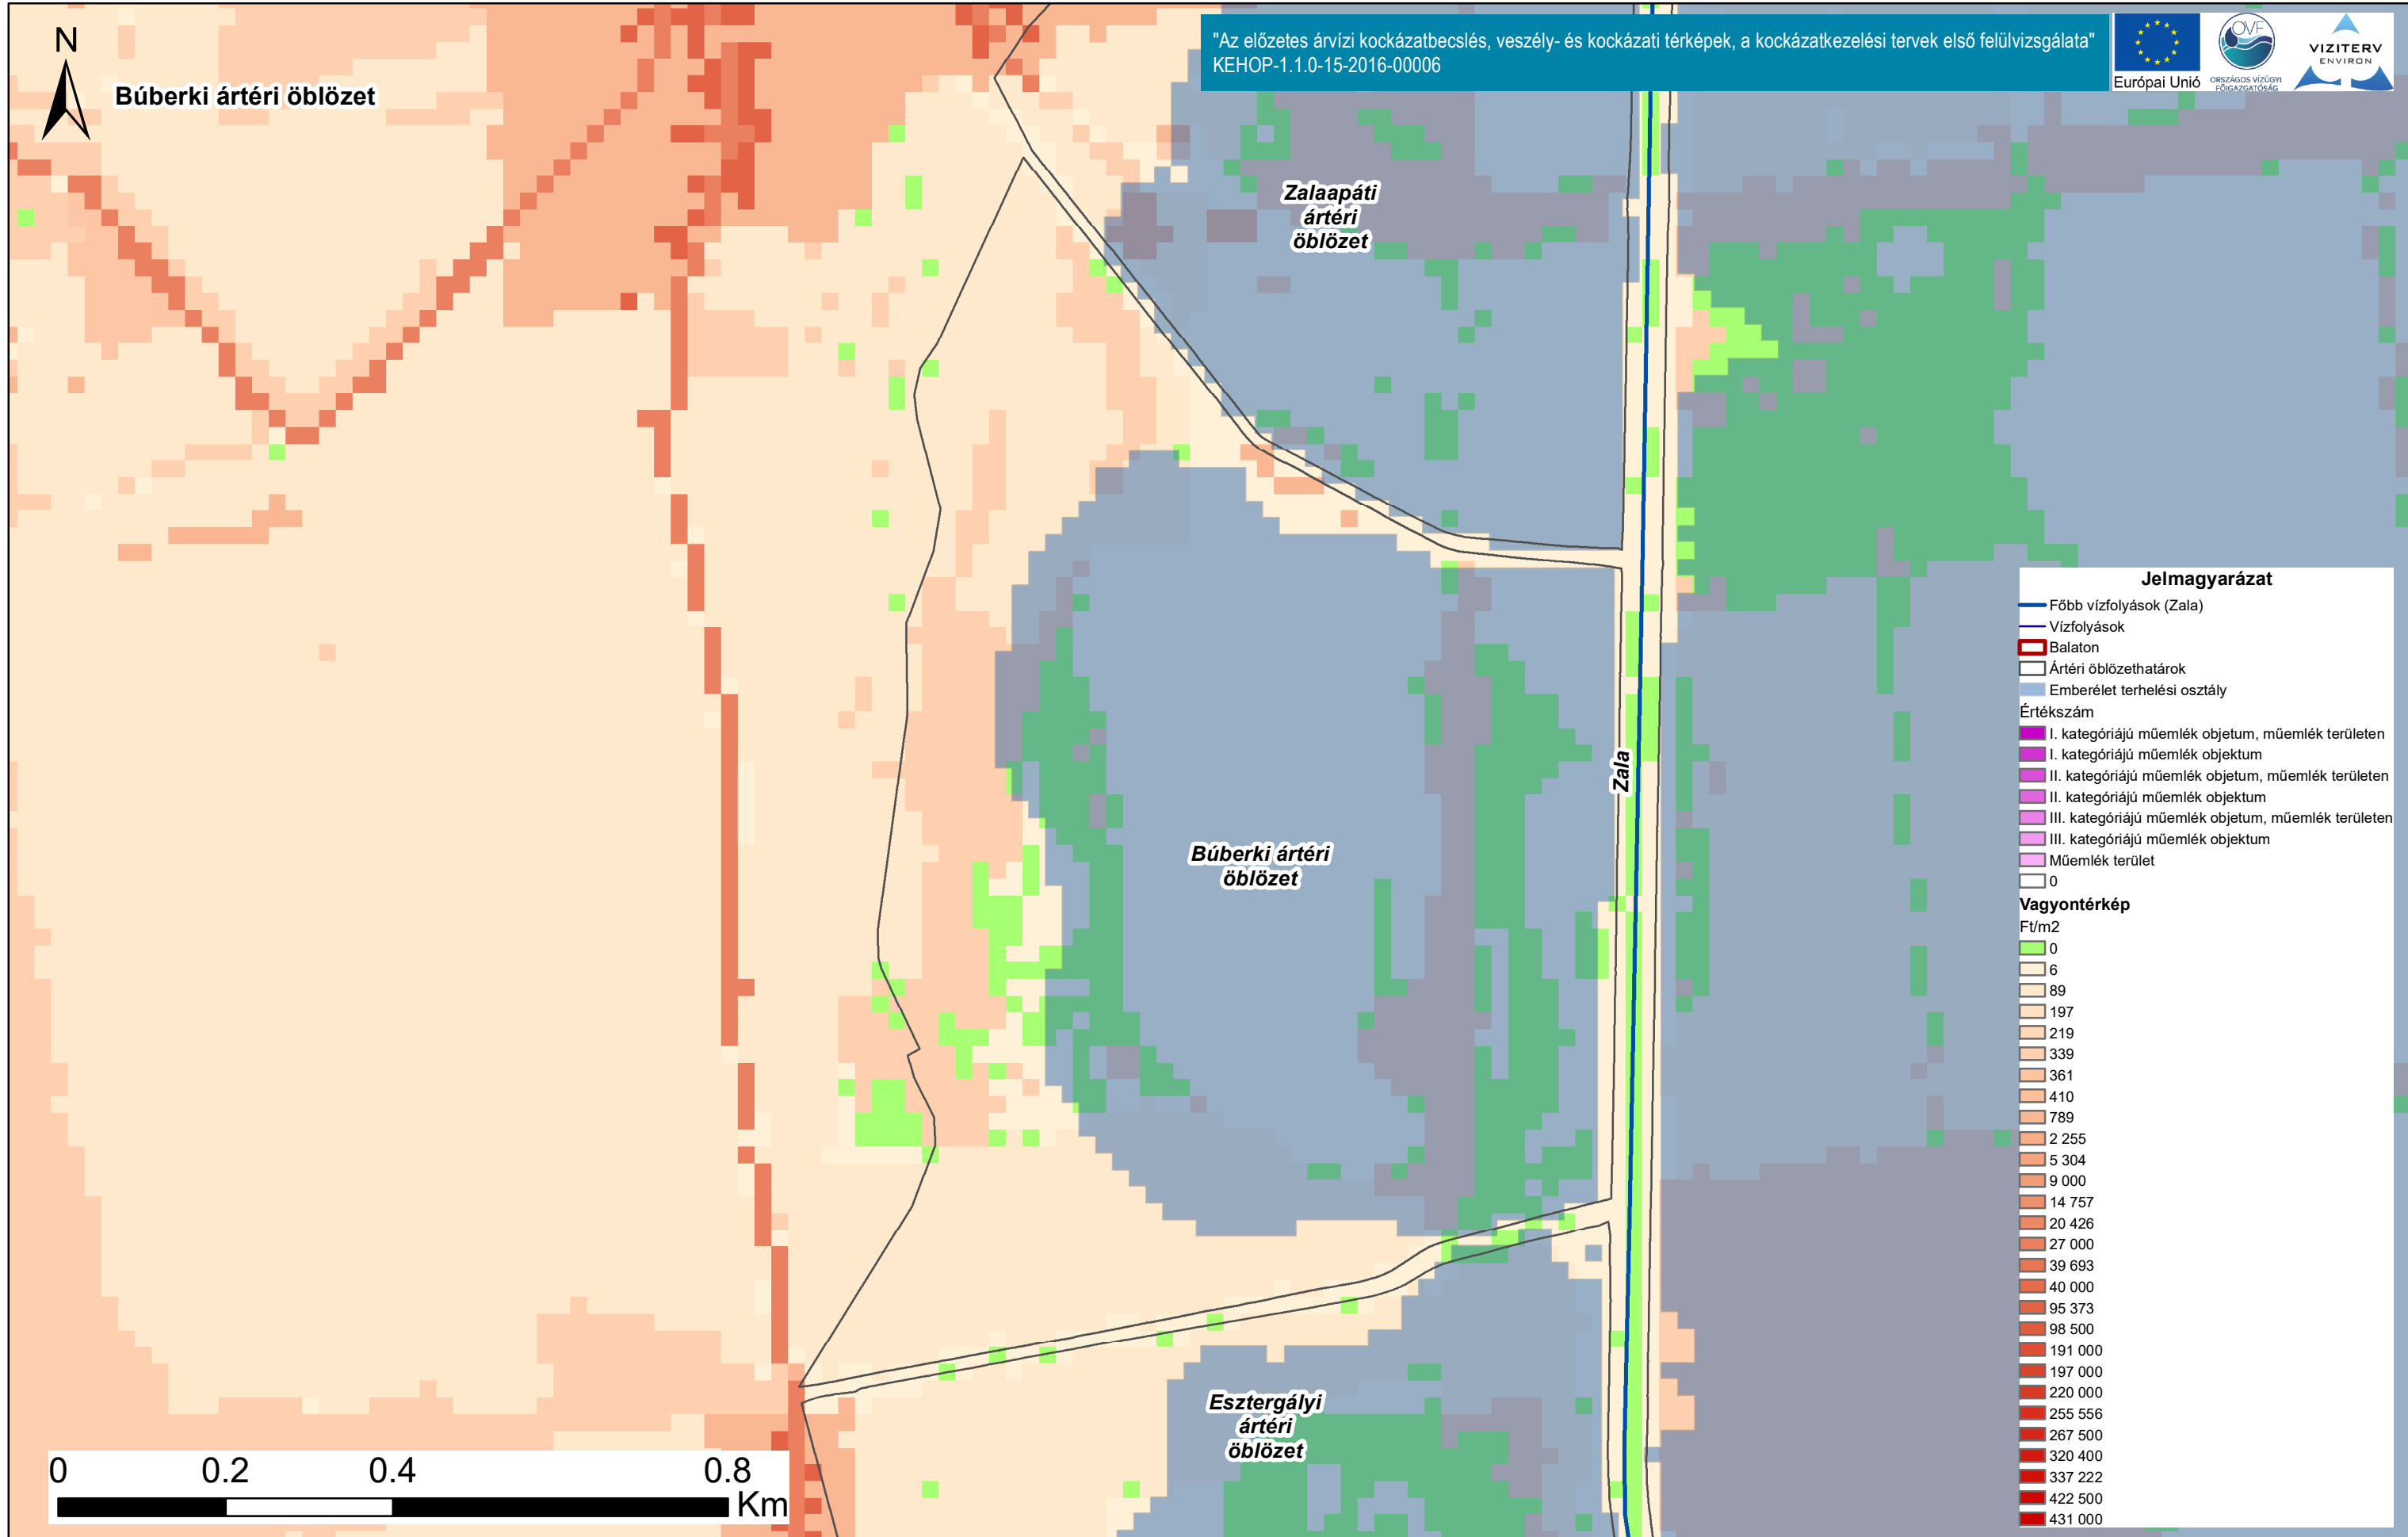 N
Búberki ártéri öblözet
"Az előzetes árvízi kockázatbecslés, veszély- és kockázati térképek, a kockázatkezelési tervek első felülvizsgálata"
KEHOP-1.1.0-15-2016-00006
Európai Unió
OVF
ORSZÁGOS VÍZÜGYI
FŐIGAZGATÓSÁG
VIZITERV
ENVIRON
Zalaapáti
ártéri
öblözet
Zala
Búberki ártéri
öblözet
Esztergályi
ártéri
öblözet
Jelmagyarázat
Főbb vízfolyások (Zala)
Vízfolyások
Balaton
Ártéri öblözethatárok
Emberélet terhelési osztály
Értékszám
I. kategóriájú műemlék objetum, műemlék területen
I. kategóriájú műemlék objektum
II. kategóriájú műemlék objetum, műemlék területen
II. kategóriájú műemlék objektum
III. kategóriájú műemlék objetum, műemlék területen
III. kategóriájú műemlék objektum
Műemlék terület
0
Vagyontérkép
Ft/m2
0
6
89
197
219
339
361
410
789
2 255
5 304
9 000
14 757
20 426
27 000
39 693
40 000
95 373
98 500
191 000
197 000
220 000
255 556
267 500
320 400
337 222
422 500
431 000
0 0.2 0.4 0.8
Km